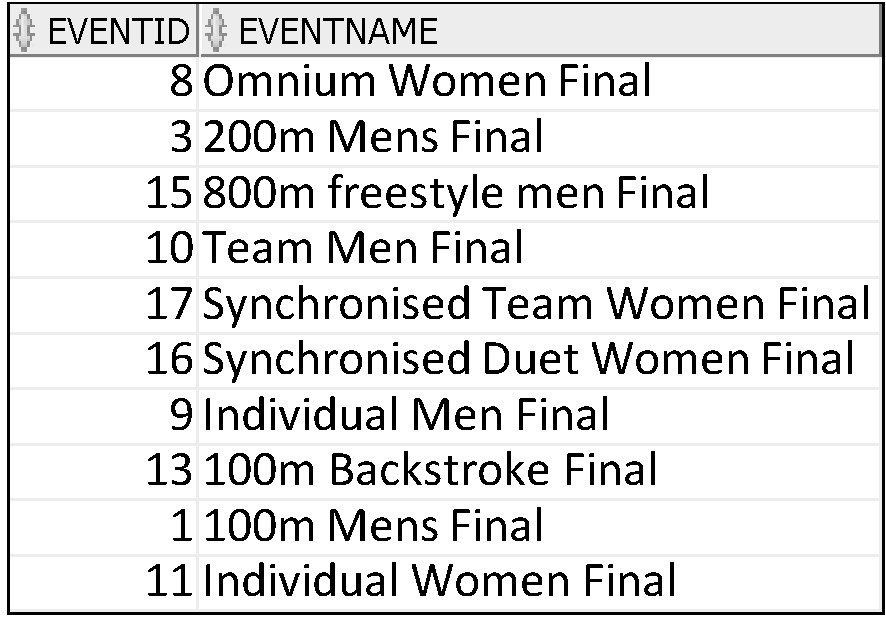 EVENTID EVENTNAME
8 Omnium Women Final
3 200m Mens Final
15 800m freestyle men Final
10 Team Men Final
17 Synchronised Team Women Final
16 Synchronised Duet Women Final
9 Individual Men Final
13 100m Backstroke Final
1 100m Mens Final
11 Individual Women Final